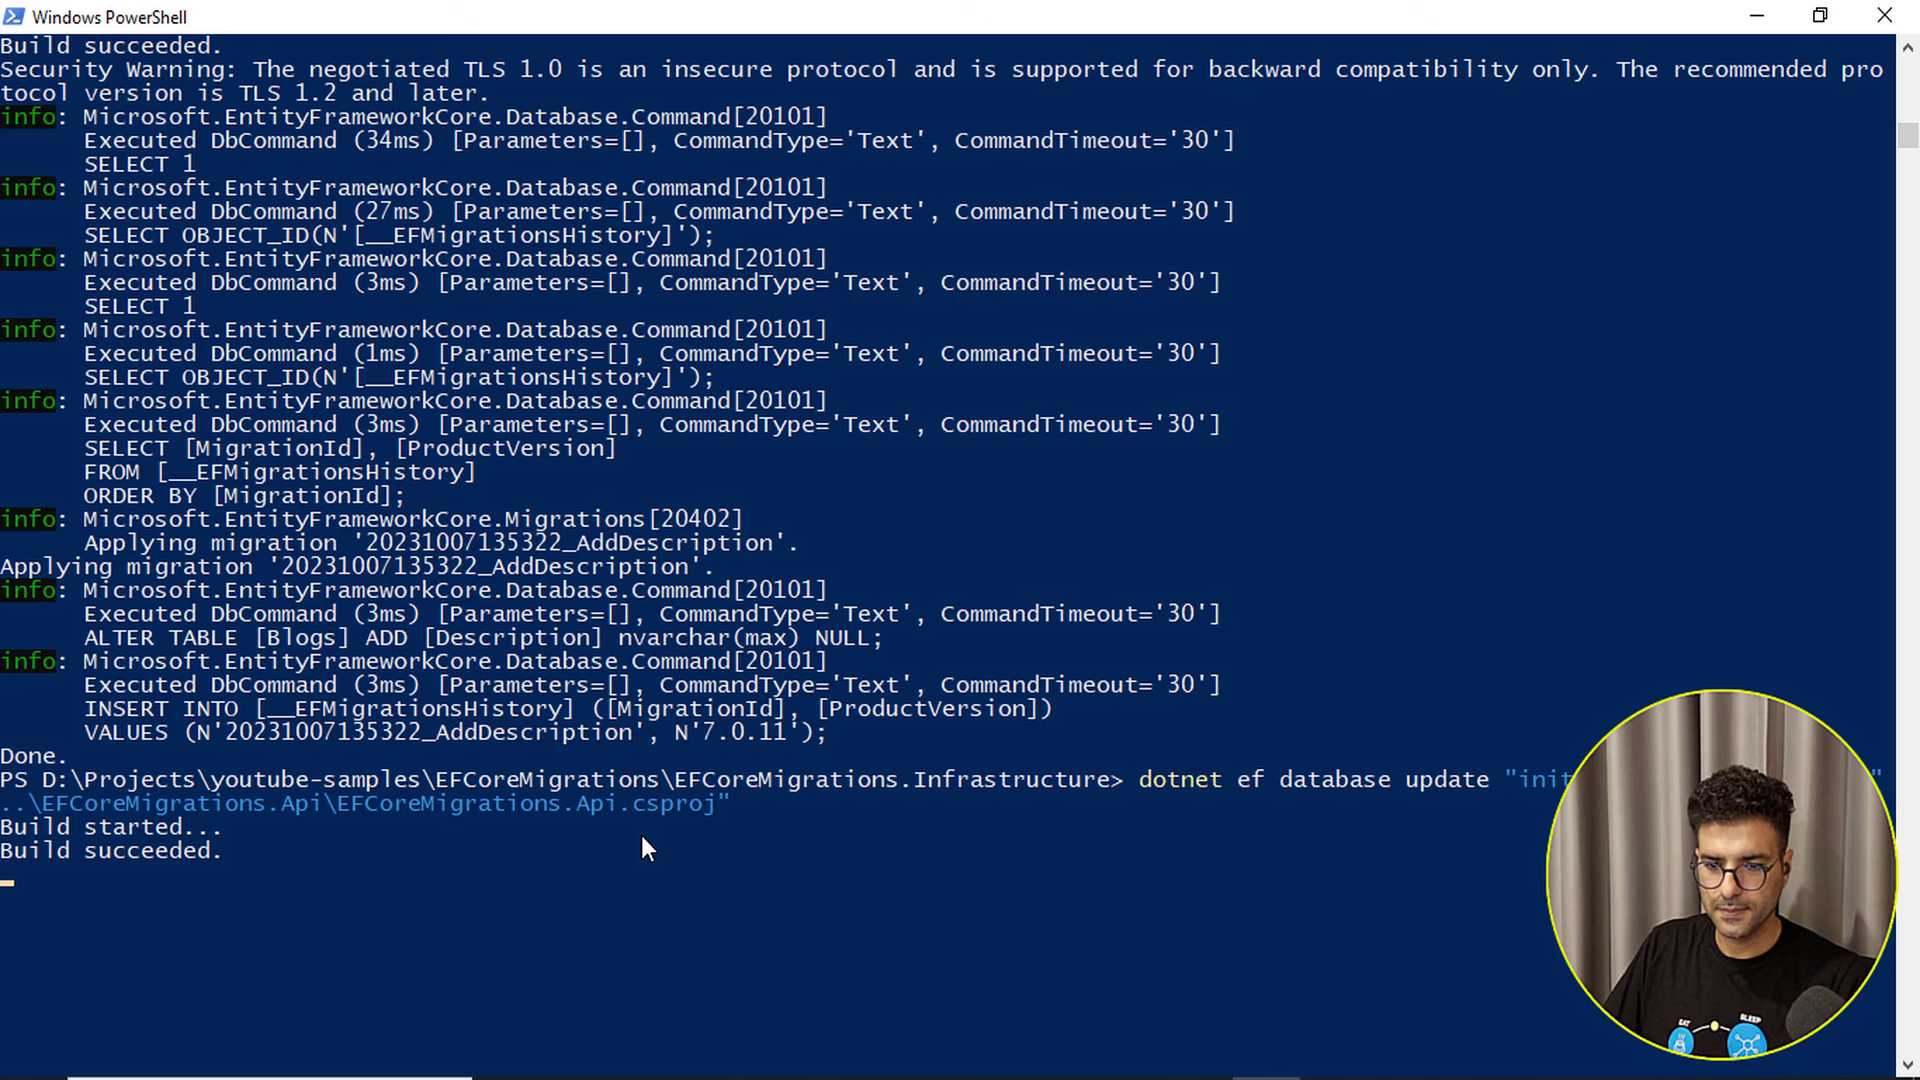 Windows PowerShell
Build succeeded.
Security Warning: The negotiated TLS 1.0 is an insecure protocol and is supported for backward compatibility only. The recommended pro
tocol version is TLS 1.2 and later.
info: Microsoft.EntityFrameworkCore.Database.Command[20101]
Executed DbCommand (34ms) [Parameters=[], CommandType='Text', CommandTimeout='30']
SELECT 1
info: Microsoft.EntityFrameworkCore.Database.Command[20101]
Executed DbCommand (27ms) [Parameters=[], CommandType='Text', CommandTimeout='30']
SELECT OBJECT_ID(N'[__EFMigrationsHistory]');
info: Microsoft.EntityFrameworkCore.Database.Command[20101]
Executed DbCommand (3ms) [Parameters=[], CommandType='Text', CommandTimeout='30']
SELECT 1
info: Microsoft.EntityFrameworkCore.Database.Command[20101]
Executed DbCommand (1ms) [Parameters=[], CommandType='Text', CommandTimeout='30']
SELECT OBJECT_ID(N'[__EFMigrationsHistory]');
info: Microsoft.EntityFrameworkCore.Database.Command[20101]
Executed DbCommand (3ms) [Parameters=[], CommandType='Text', CommandTimeout='30']
SELECT [MigrationId], [ProductVersion]
FROM [__EFMigrationsHistory]
ORDER BY [MigrationId];
info: Microsoft.EntityFrameworkCore.Migrations[20402]
Applying migration '20231007135322_AddDescription'.
Applying migration '20231007135322_AddDescription'.
info: Microsoft.EntityFrameworkCore.Database.Command[20101]
Executed DbCommand (3ms) [Parameters=[], CommandType='Text', CommandTimeout='30']
ALTER TABLE [Blogs] ADD [Description] nvarchar(max) NULL;
info: Microsoft.EntityFrameworkCore.Database.Command[20101]
Executed DbCommand (3ms) [Parameters=[], CommandType='Text', CommandTimeout='30']
INSERT INTO [__EFMigrationsHistory] ([MigrationId], [ProductVersion])
VALUES (N'20231007135322_AddDescription', N'7.0.11');
Done.
PS D:\Projects\youtube-samples\EFCoreMigrations\EFCoreMigrations.Infrastructure> dotnet ef database update "init "
..\EFCoreMigrations.Api\EFCoreMigrations.Api.csproj"
Build started...
Build succeeded.
EAT
SLEEP